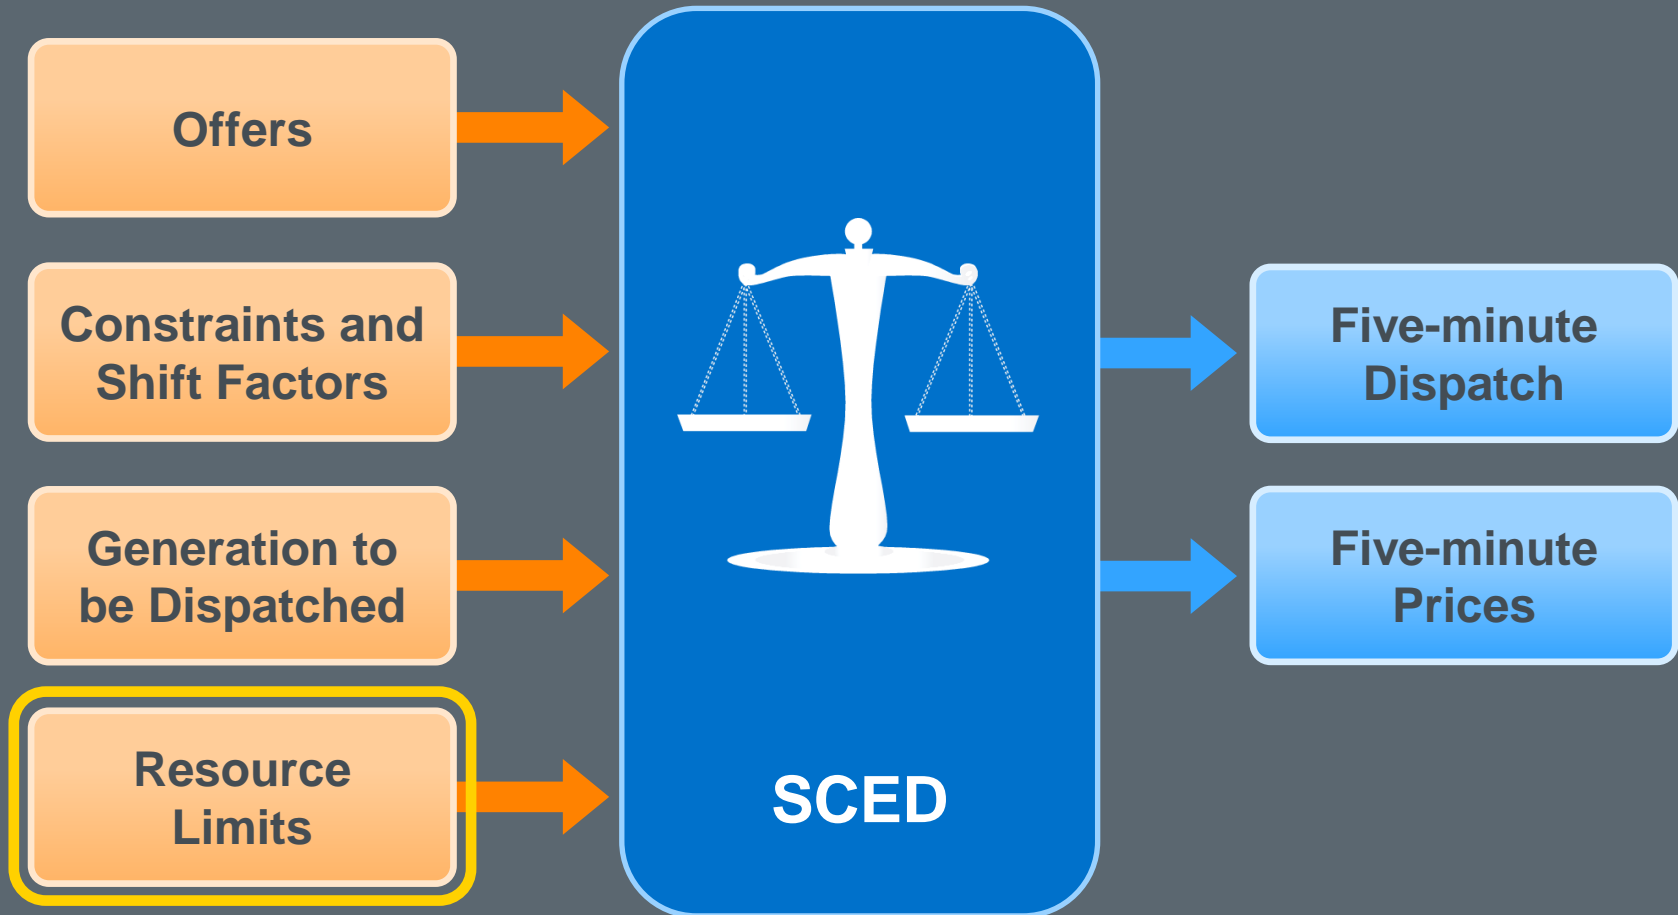 Offers
Constraints and
Shift Factors
Generation to
be Dispatched
Resource
Limits
SCED
Five-minute
Dispatch
Five-minute
Prices